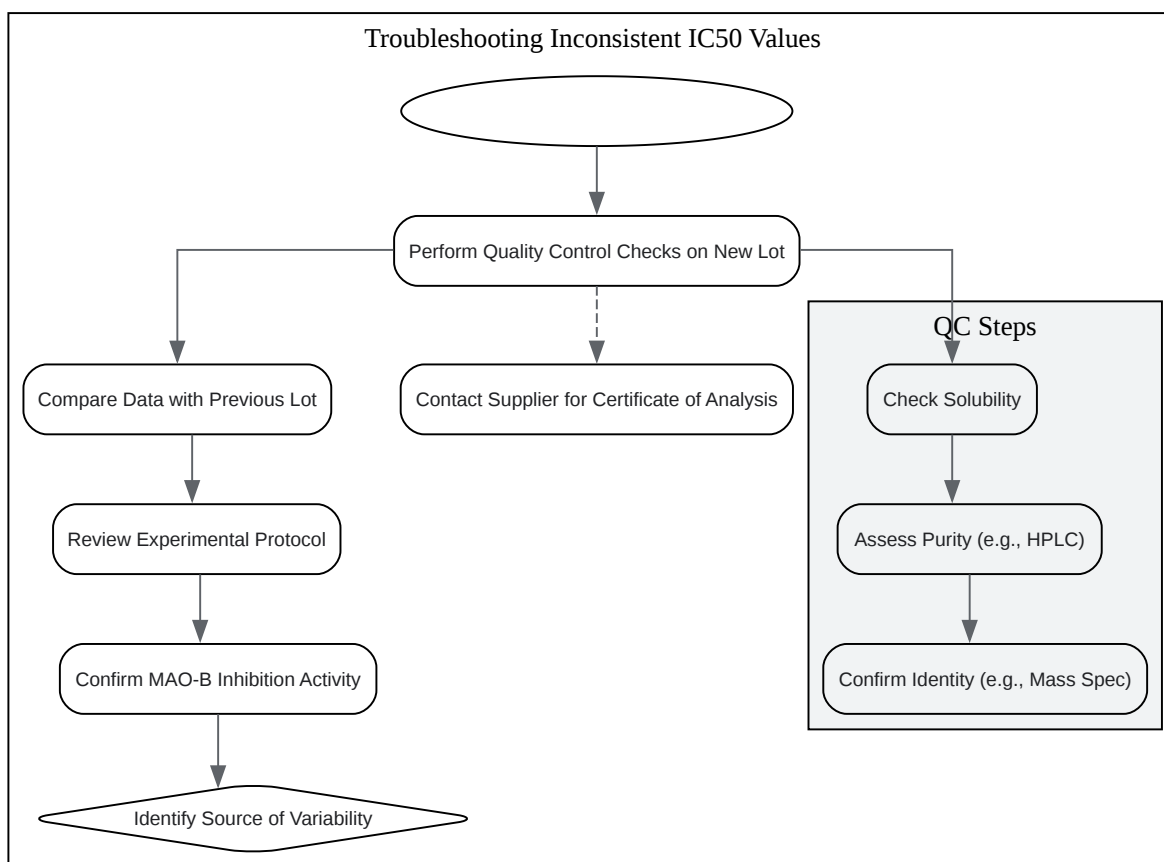 Troubleshooting Inconsistent IC50 Values
Perform Quality Control Checks on New Lot
QC Steps
Compare Data with Previous Lot
Contact Supplier for Certificate of Analysis
Check Solubility
Review Experimental Protocol
Assess Purity (e.g., HPLC)
Confirm MAO-B Inhibition Activity
Confirm Identity (e.g., Mass Spec)
Identify Source of Variability